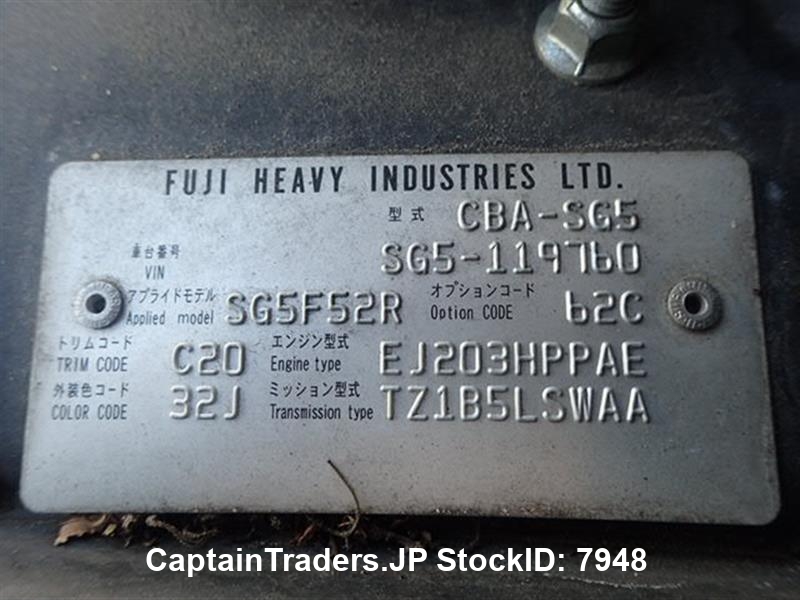 FUJI HEAVY INDUSTRIES LTD.
型式 CBA-SG5
車台番号 VIN SG5-119760
アプライドモデル Applied model SG5F52R オプションコード Option CODE 62C
トリムコード TRIM CODE C20 エンジン型式 Engine type EJ203HPPAE
外装色コード COLOR CODE 32J ミッション型式 Transmission type TZ1B5LSWAA
CaptainTraders.JP StockID: 7948